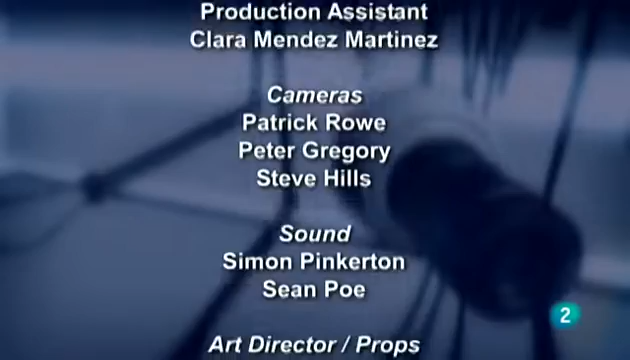 Production Assistant
Clara Mendez Martinez
Cameras
Patrick Rowe
Peter Gregory
Steve Hills
Sound
Simon Pinkerton
Sean Poe
Art Director / Props
2